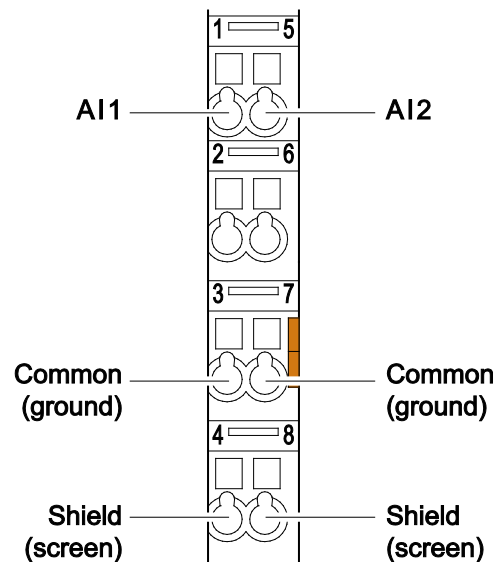 1 5
AI1 AI2
2 6
3 7
Common Common
(ground) (ground)
4 8
Shield Shield
(screen) (screen)